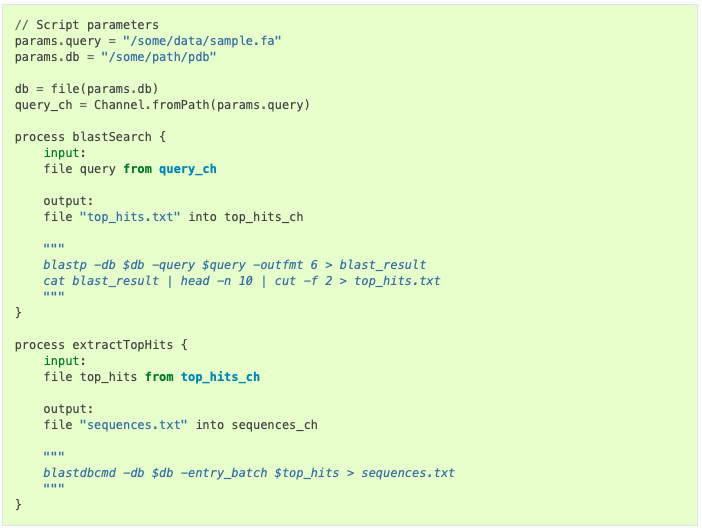 // Script parameters
params.query = "/some/data/sample.fa"
params.db = "/some/path/pdb"

db = file(params.db)
query_ch = Channel.fromPath(params.query)

process blastSearch {
    input:
    file query from query_ch

    output:
    file "top_hits.txt" into top_hits_ch

    """
    blastp -db $db -query $query -outfmt 6 > blast_result
    cat blast_result | head -n 10 | cut -f 2 > top_hits.txt
    """
}

process extractTopHits {
    input:
    file top_hits from top_hits_ch

    output:
    file "sequences.txt" into sequences_ch

    """
    blastdbcmd -db $db -entry_batch $top_hits > sequences.txt
    """
}